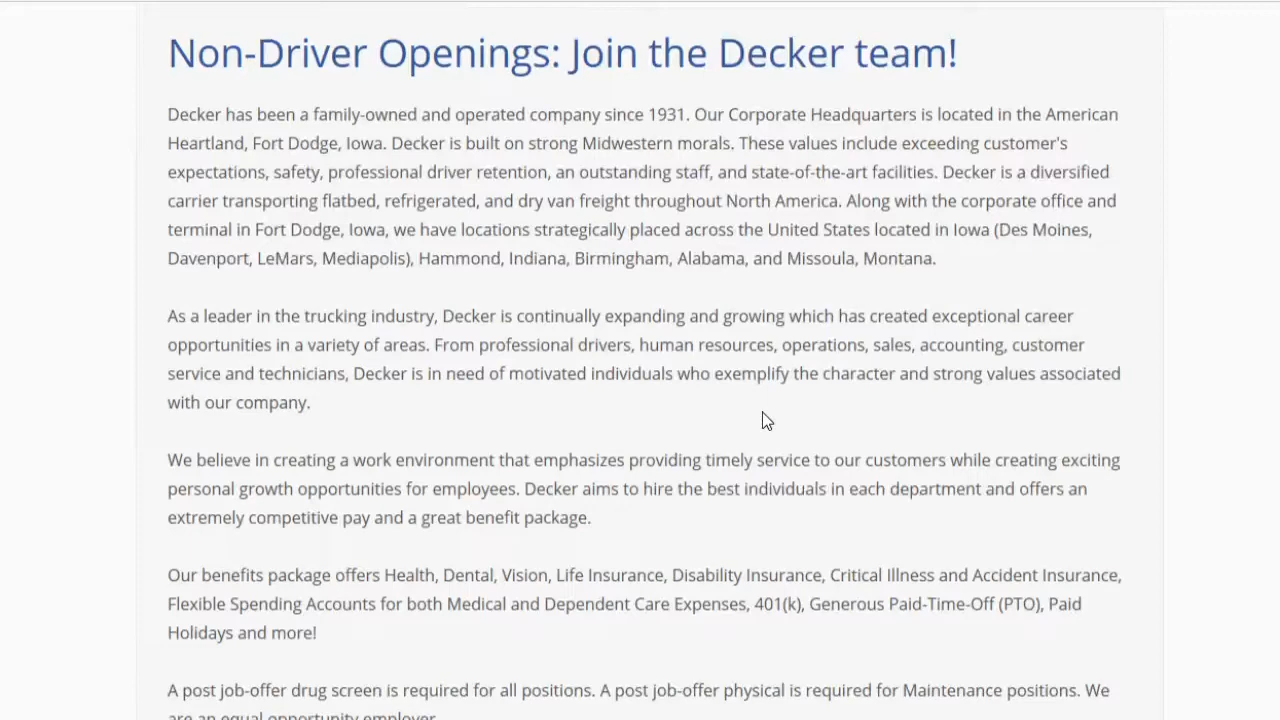 Non-Driver Openings: Join the Decker team!
Decker has been a family-owned and operated company since 1931. Our Corporate Headquarters is located in the American
Heartland, Fort Dodge, Iowa. Decker is built on strong Midwestern morals. These values include exceeding customer's
expectations, safety, professional driver retention, an outstanding staff, and state-of-the-art facilities. Decker is a diversified
carrier transporting flatbed, refrigerated, and dry van freight throughout North America. Along with the corporate office and
terminal in Fort Dodge, Iowa, we have locations strategically placed across the United States located in Iowa (Des Moines,
Davenport, LeMars, Mediapolis), Hammond, Indiana, Birmingham, Alabama, and Missoula, Montana.
As a leader in the trucking industry, Decker is continually expanding and growing which has created exceptional career
opportunities in a variety of areas. From professional drivers, human resources, operations, sales, accounting, customer
service and technicians, Decker is in need of motivated individuals who exemplify the character and strong values associated
with our company.
We believe in creating a work environment that emphasizes providing timely service to our customers while creating exciting
personal growth opportunities for employees. Decker aims to hire the best individuals in each department and offers an
extremely competitive pay and a great benefit package.
Our benefits package offers Health, Dental, Vision, Life Insurance, Disability Insurance, Critical Illness and Accident Insurance,
Flexible Spending Accounts for both Medical and Dependent Care Expenses, 401(k), Generous Paid-Time-Off (PTO), Paid
Holidays and more!
A post job-offer drug screen is required for all positions. A post job-offer physical is required for Maintenance positions. We
are an equal opportunity employer